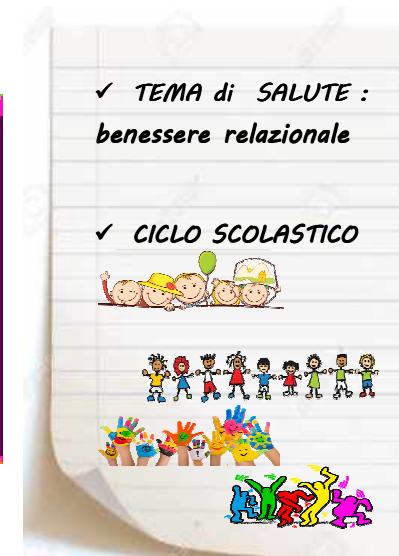 ✓ TEMA di SALUTE :
benessere relazionale
✓ CICLO SCOLASTICO